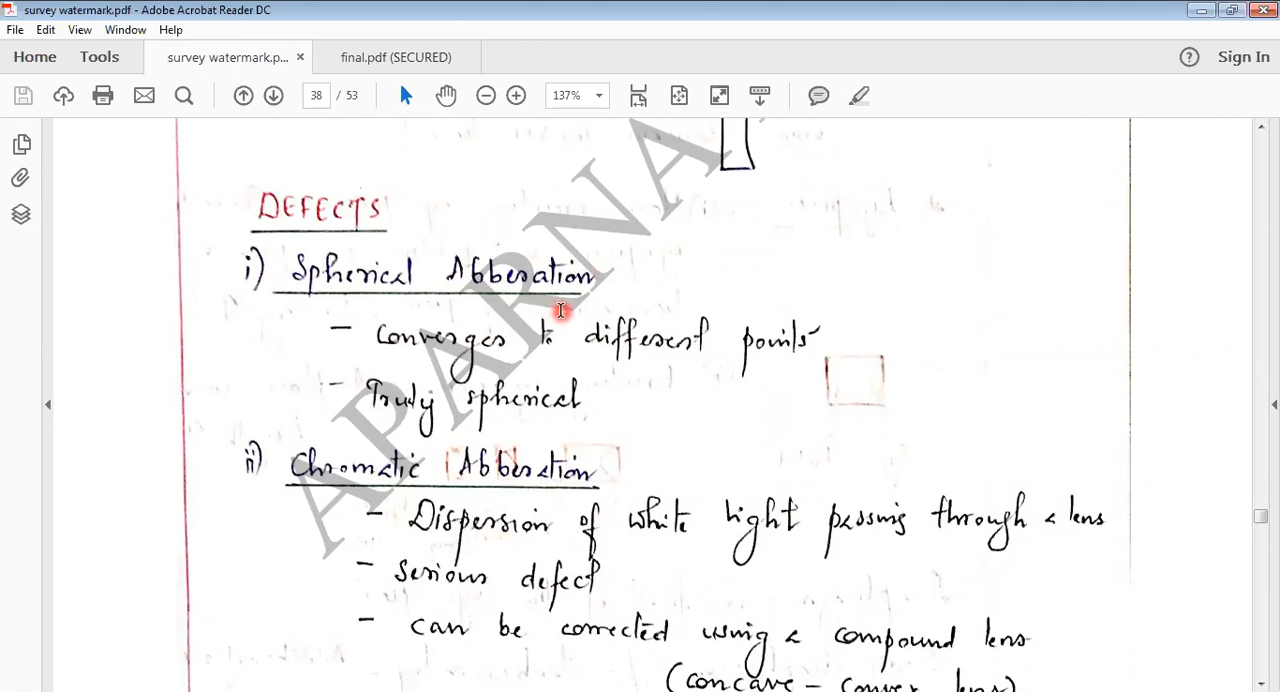 survey watermark.pdf - Adobe Acrobat Reader DC
File Edit View Window Help
Home Tools survey watermark.p... × final.pdf (SECURED) ? Sign In
38 / 53 137%
APARNA
DEFECTS
i) Spherical Abberation
- Converges to different points
- Truly spherical
ii) Chromatic Abberation
- Dispersion of white light passing through a lens
- Serious defect
- can be corrected using a compound lens
(concave - convex lens)